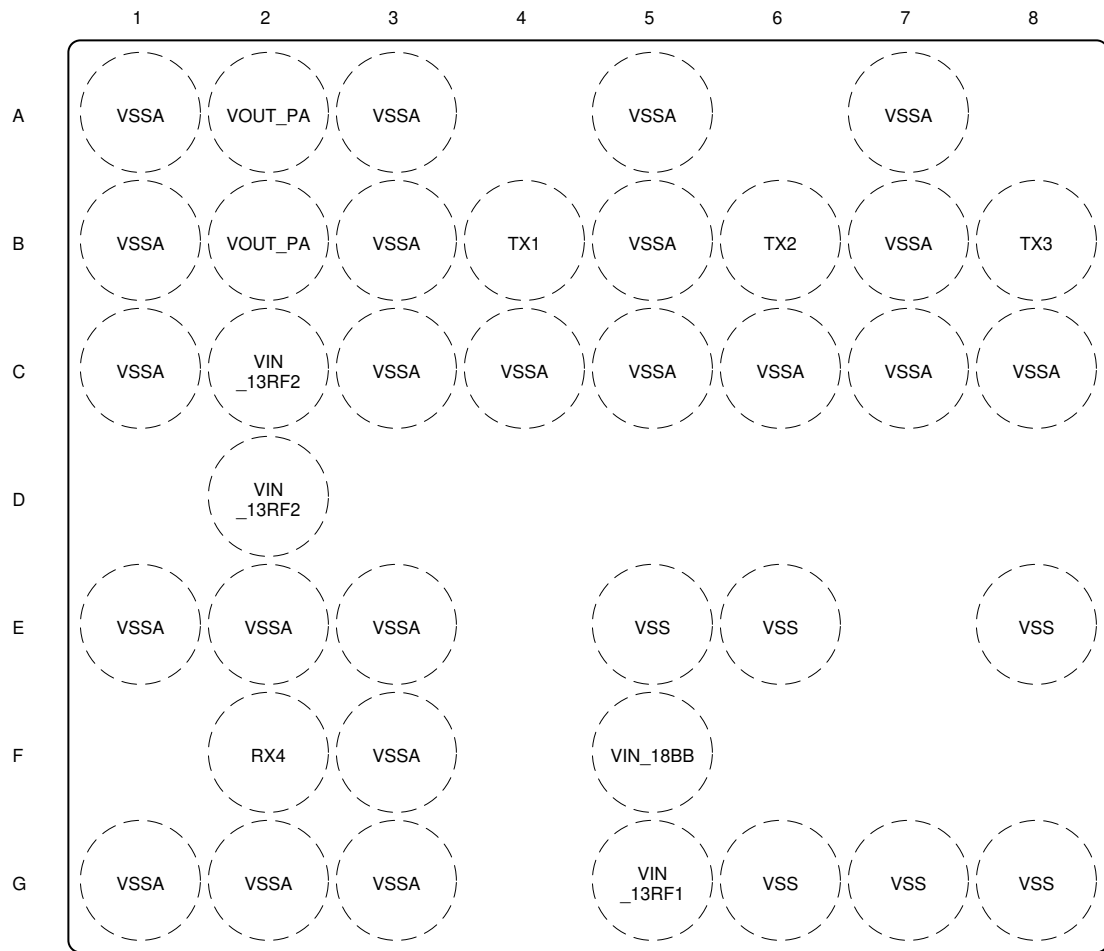 1 2 3 4 5 6 7 8
A VSSA VOUT_PA VSSA VSSA VSSA
B VSSA VOUT_PA VSSA TX1 VSSA TX2 VSSA TX3
C VSSA VIN
_13RF2 VSSA VSSA VSSA VSSA VSSA VSSA
D VIN
_13RF2
E VSSA VSSA VSSA VSS VSS VSS
F RX4 VSSA VIN_18BB
G VSSA VSSA VSSA VIN
_13RF1 VSS VSS VSS